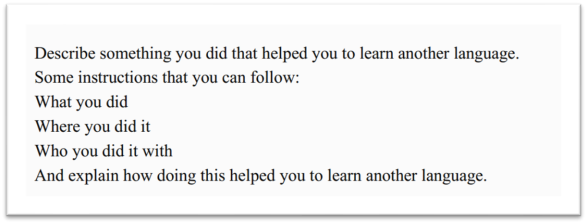 Describe something you did that helped you to learn another language.
Some instructions that you can follow:
What you did
Where you did it
Who you did it with
And explain how doing this helped you to learn another language.